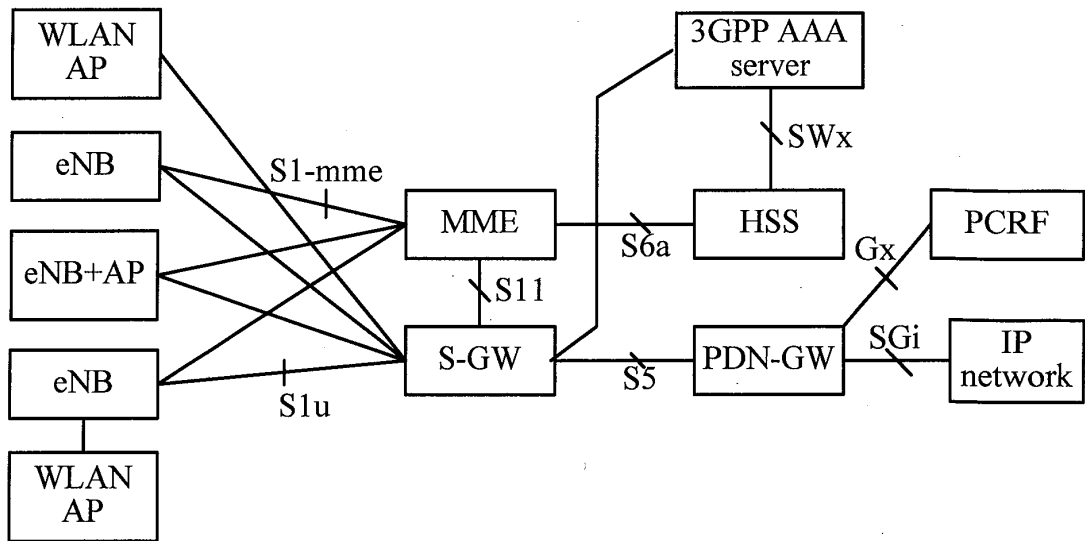 WLAN
AP
3GPP AAA
server
eNB
SWx
S1-mme
MME
HSS
PCRF
S6a
eNB+AP
Gx
S11
SGi
eNB
S-GW
PDN-GW
IP
network
S1u
S5
WLAN
AP